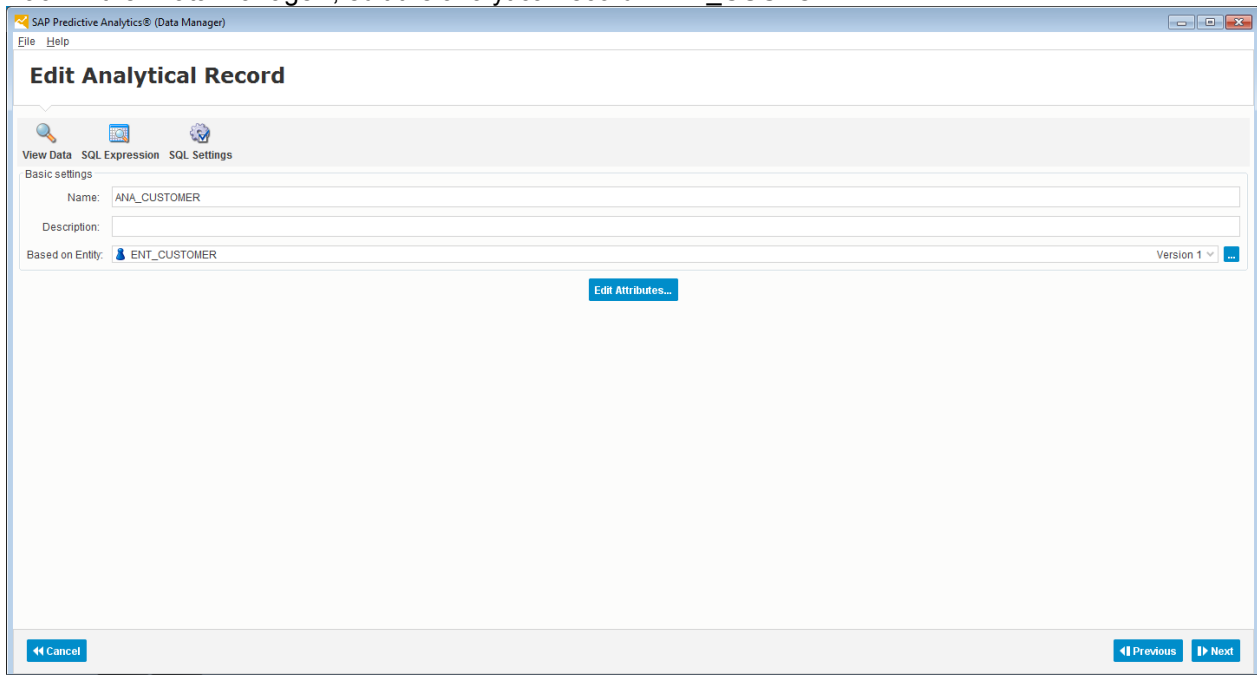 SAP Predictive Analytics® (Data Manager)
File Help
Edit Analytical Record
View Data SQL Expression SQL Settings
Basic settings
Name: ANA_CUSTOMER
Description:
Based on Entity: ENT_CUSTOMER Version 1 ...
Edit Attributes...
Cancel Previous Next